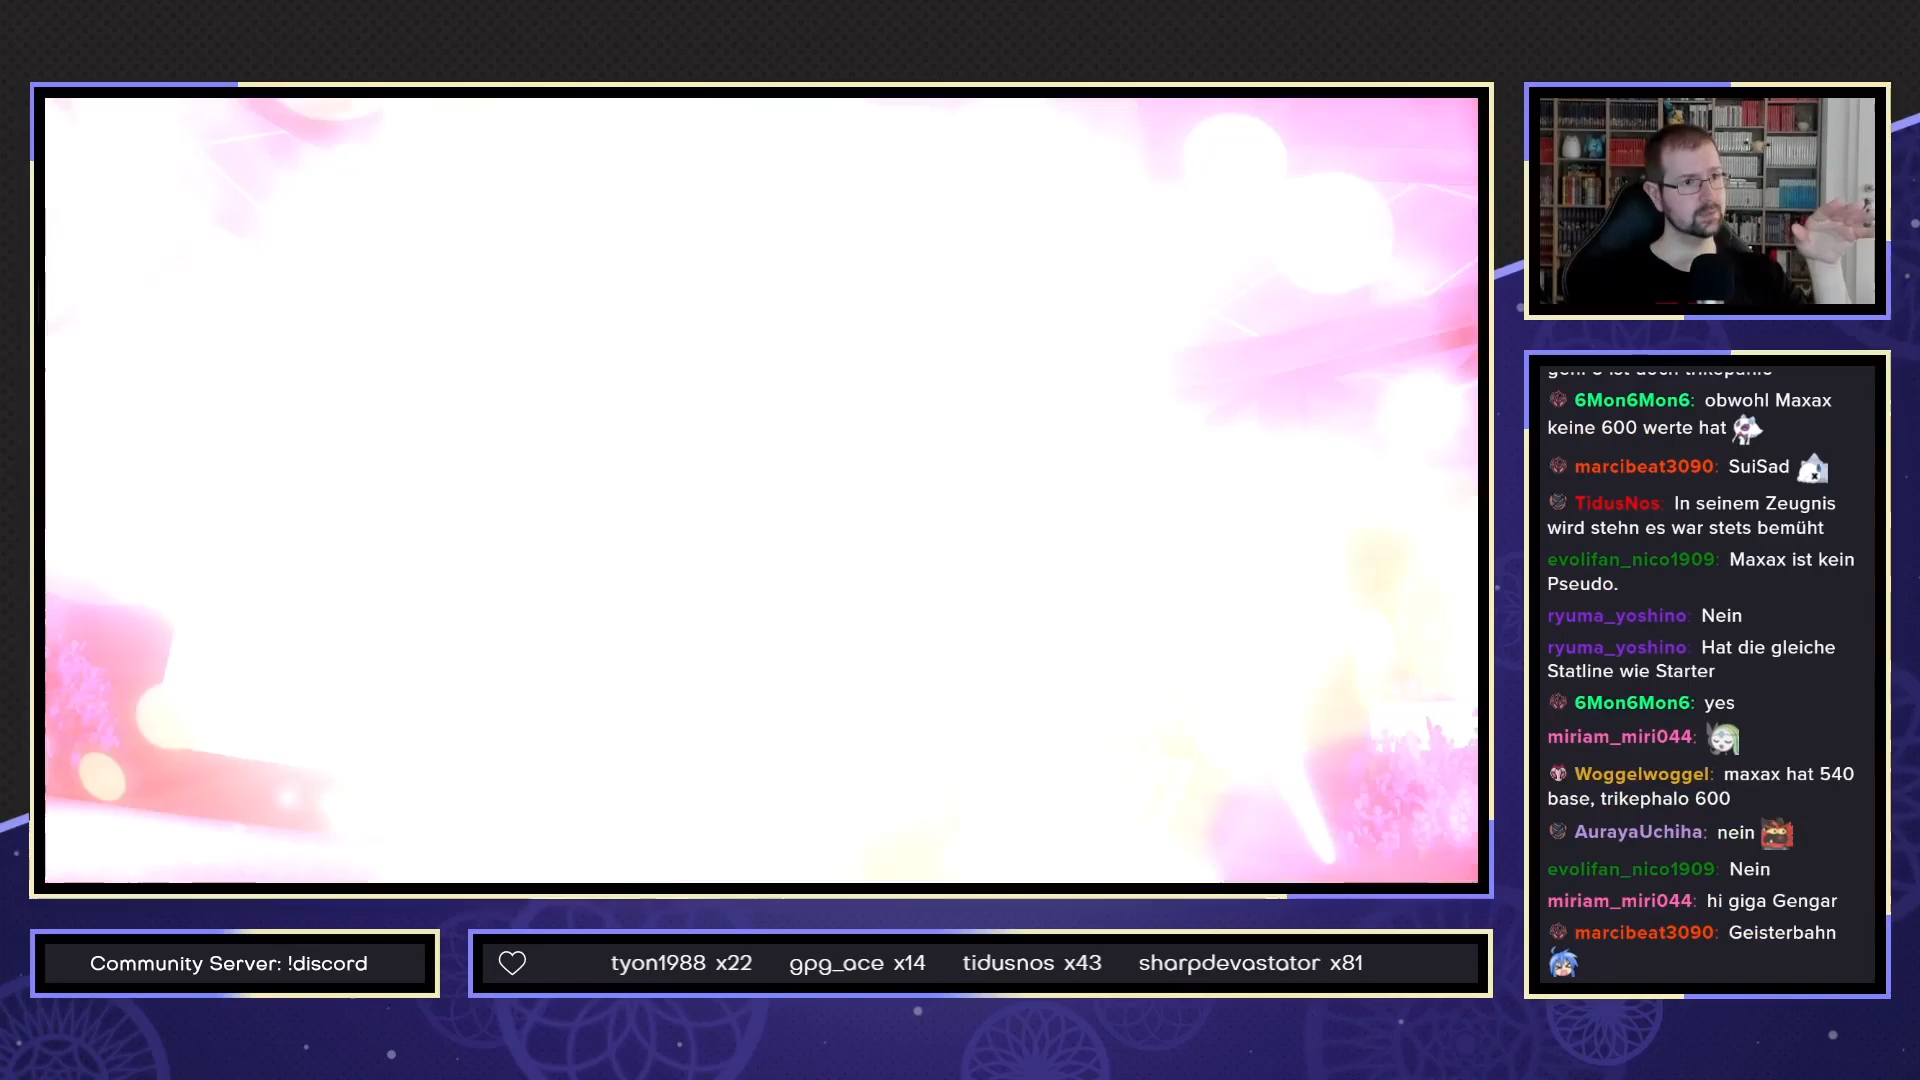 6Mon6Mon6: obwohl Maxax
keine 600 werte hat
marcibeat3090: SuiSad
TidusNos: In seinem Zeugnis
wird stehn es war stets bemüht
evolifan_nico1909: Maxax ist kein
Pseudo.
ryuma_yoshino: Nein
ryuma_yoshino: Hat die gleiche
Statline wie Starter
6Mon6Mon6: yes
miriam_miri044:
Woggelwoggel: maxax hat 540
base, trikephalo 600
AurayaUchiha: nein
evolifan_nico1909: Nein
miriam_miri044: hi giga Gengar
marcibeat3090: Geisterbahn
Community Server: !discord
tyon1988 x22 gpg_ace x14 tidusnos x43 sharpdevastator x81